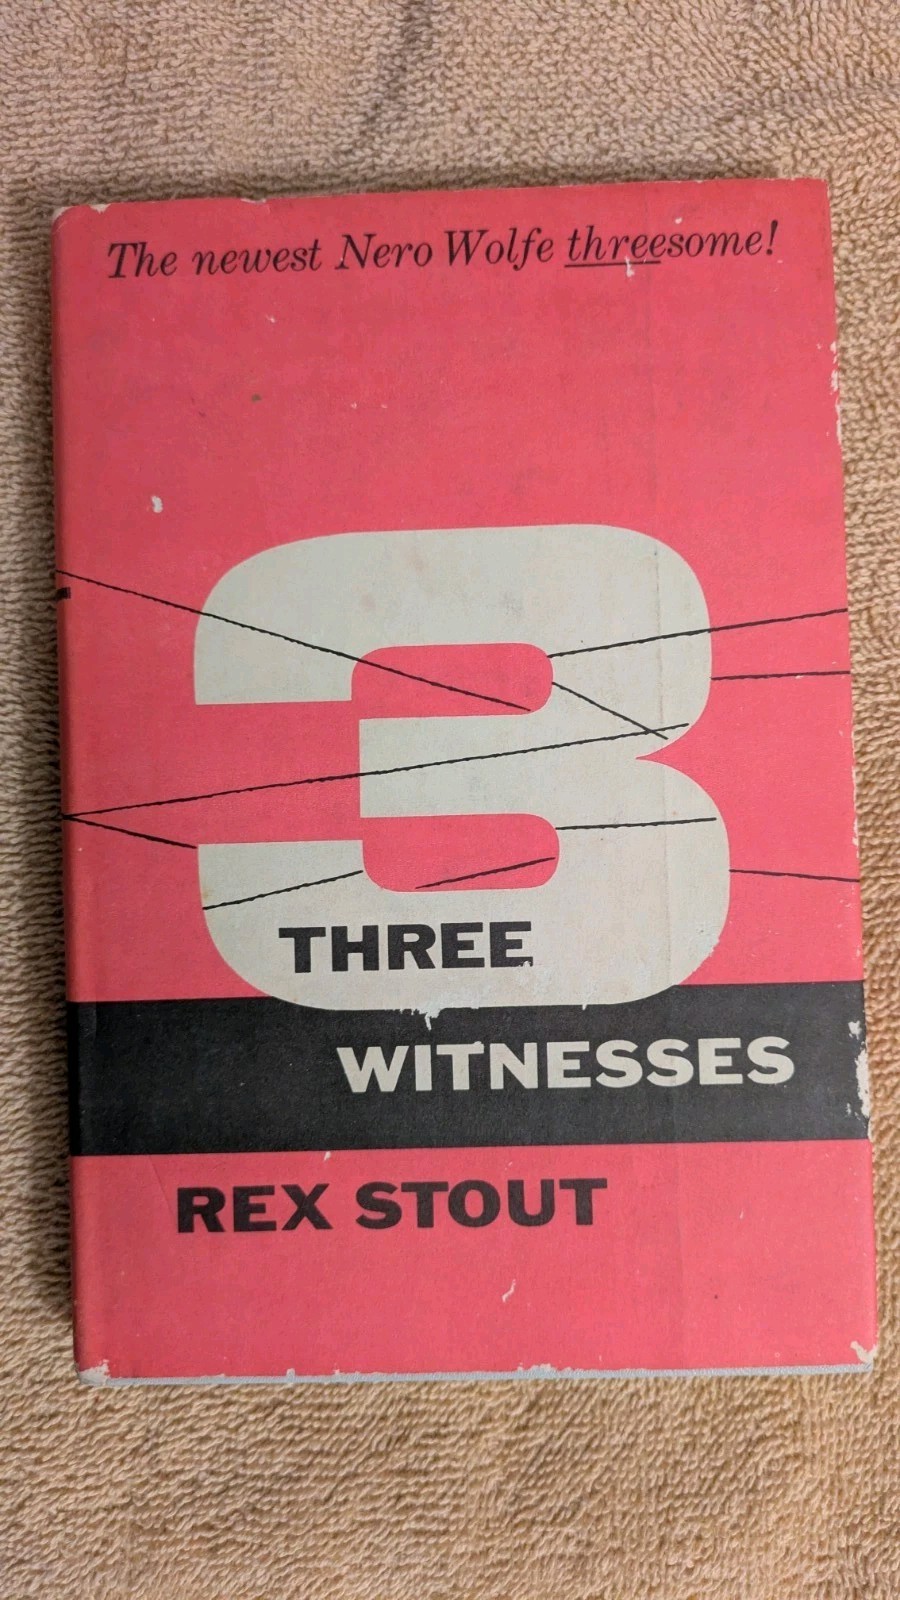 The newest Nero Wolfe threesome!
3
THREE
WITNESSES
REX STOUT